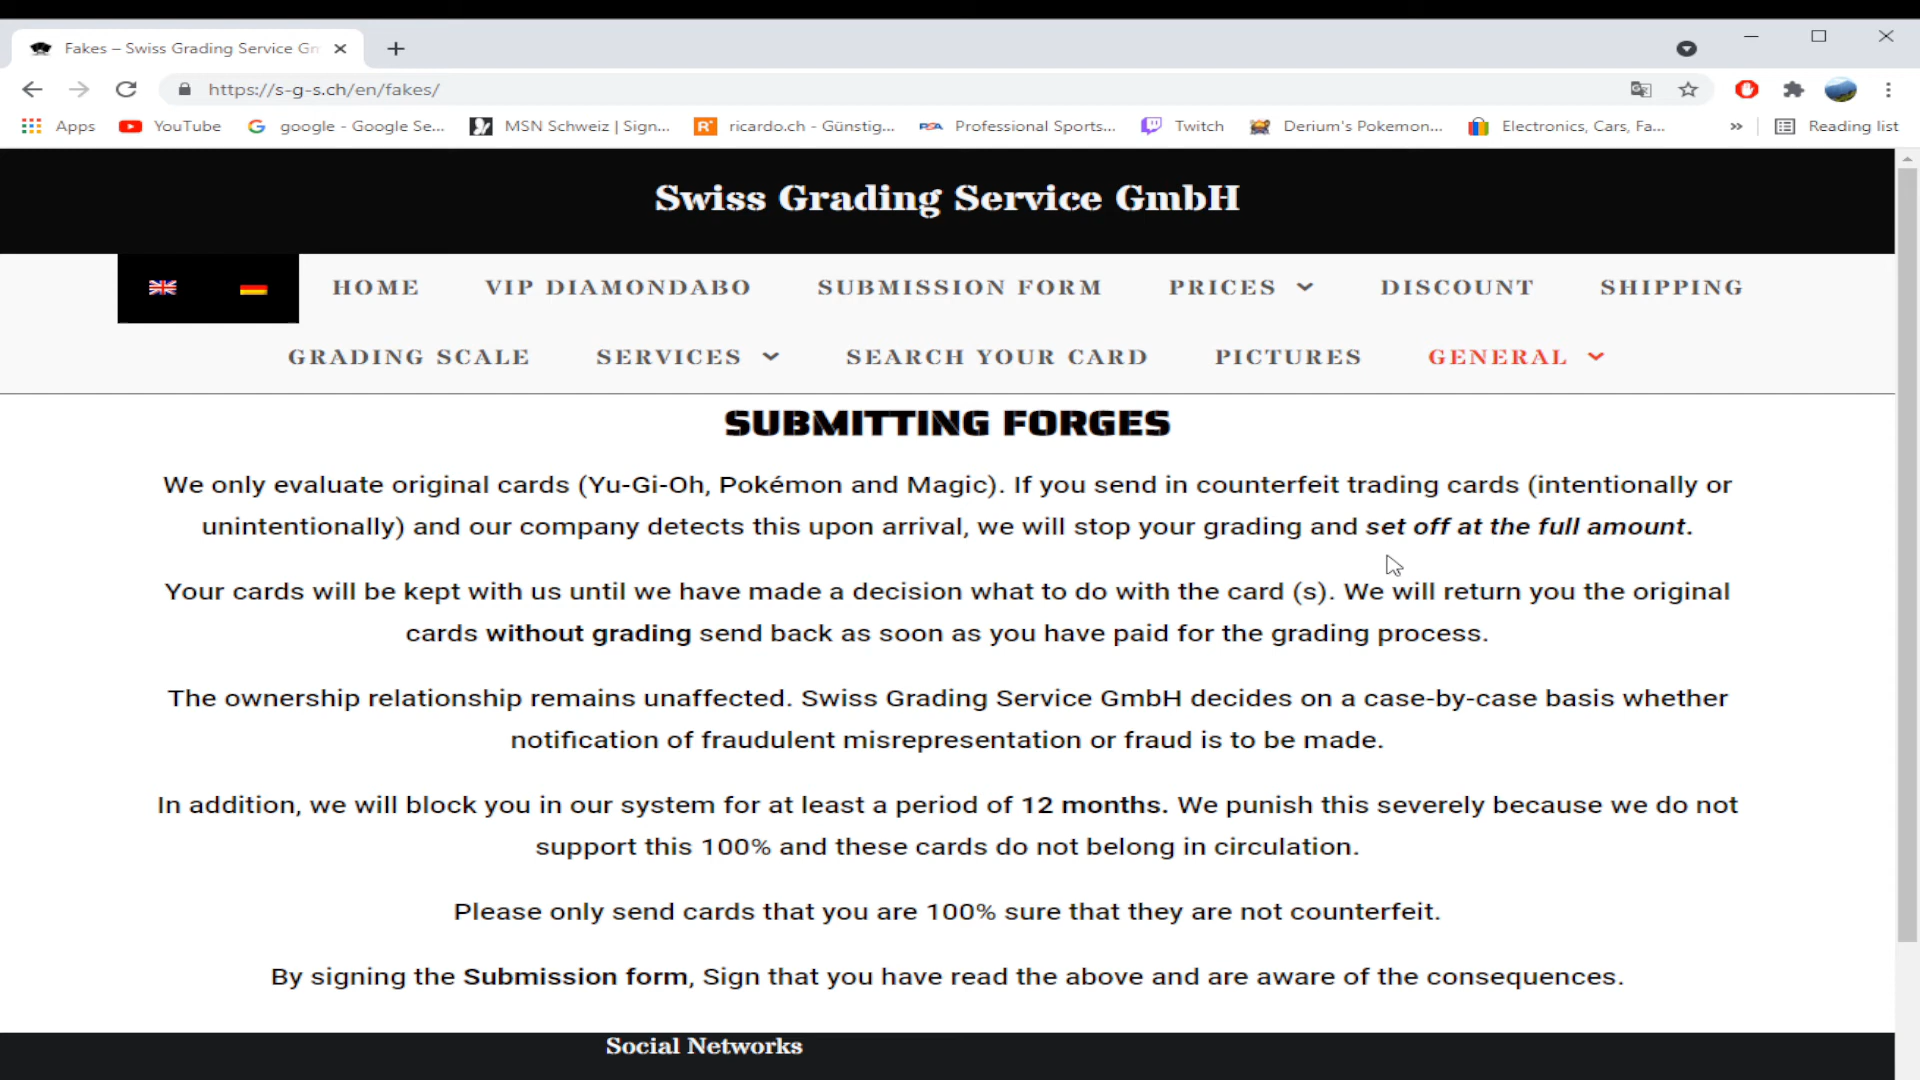 Fakes – Swiss Grading Service Gm
https://s-g-s.ch/en/fakes/
Apps YouTube google - Google Se... MSN Schweiz | Sign... ricardo.ch - Günstig... PSA Professional Sports... Twitch Derium's Pokemon... Electronics, Cars, Fa... » Reading list
Swiss Grading Service GmbH
HOME VIP DIAMONDABO SUBMISSION FORM PRICES DISCOUNT SHIPPING
GRADING SCALE SERVICES SEARCH YOUR CARD PICTURES GENERAL
SUBMITTING FORGES
We only evaluate original cards (Yu-Gi-Oh, Pokémon and Magic). If you send in counterfeit trading cards (intentionally or
unintentionally) and our company detects this upon arrival, we will stop your grading and set off at the full amount.
Your cards will be kept with us until we have made a decision what to do with the card (s). We will return you the original
cards without grading send back as soon as you have paid for the grading process.
The ownership relationship remains unaffected. Swiss Grading Service GmbH decides on a case-by-case basis whether
notification of fraudulent misrepresentation or fraud is to be made.
In addition, we will block you in our system for at least a period of 12 months. We punish this severely because we do not
support this 100% and these cards do not belong in circulation.
Please only send cards that you are 100% sure that they are not counterfeit.
By signing the Submission form, Sign that you have read the above and are aware of the consequences.
Social Networks